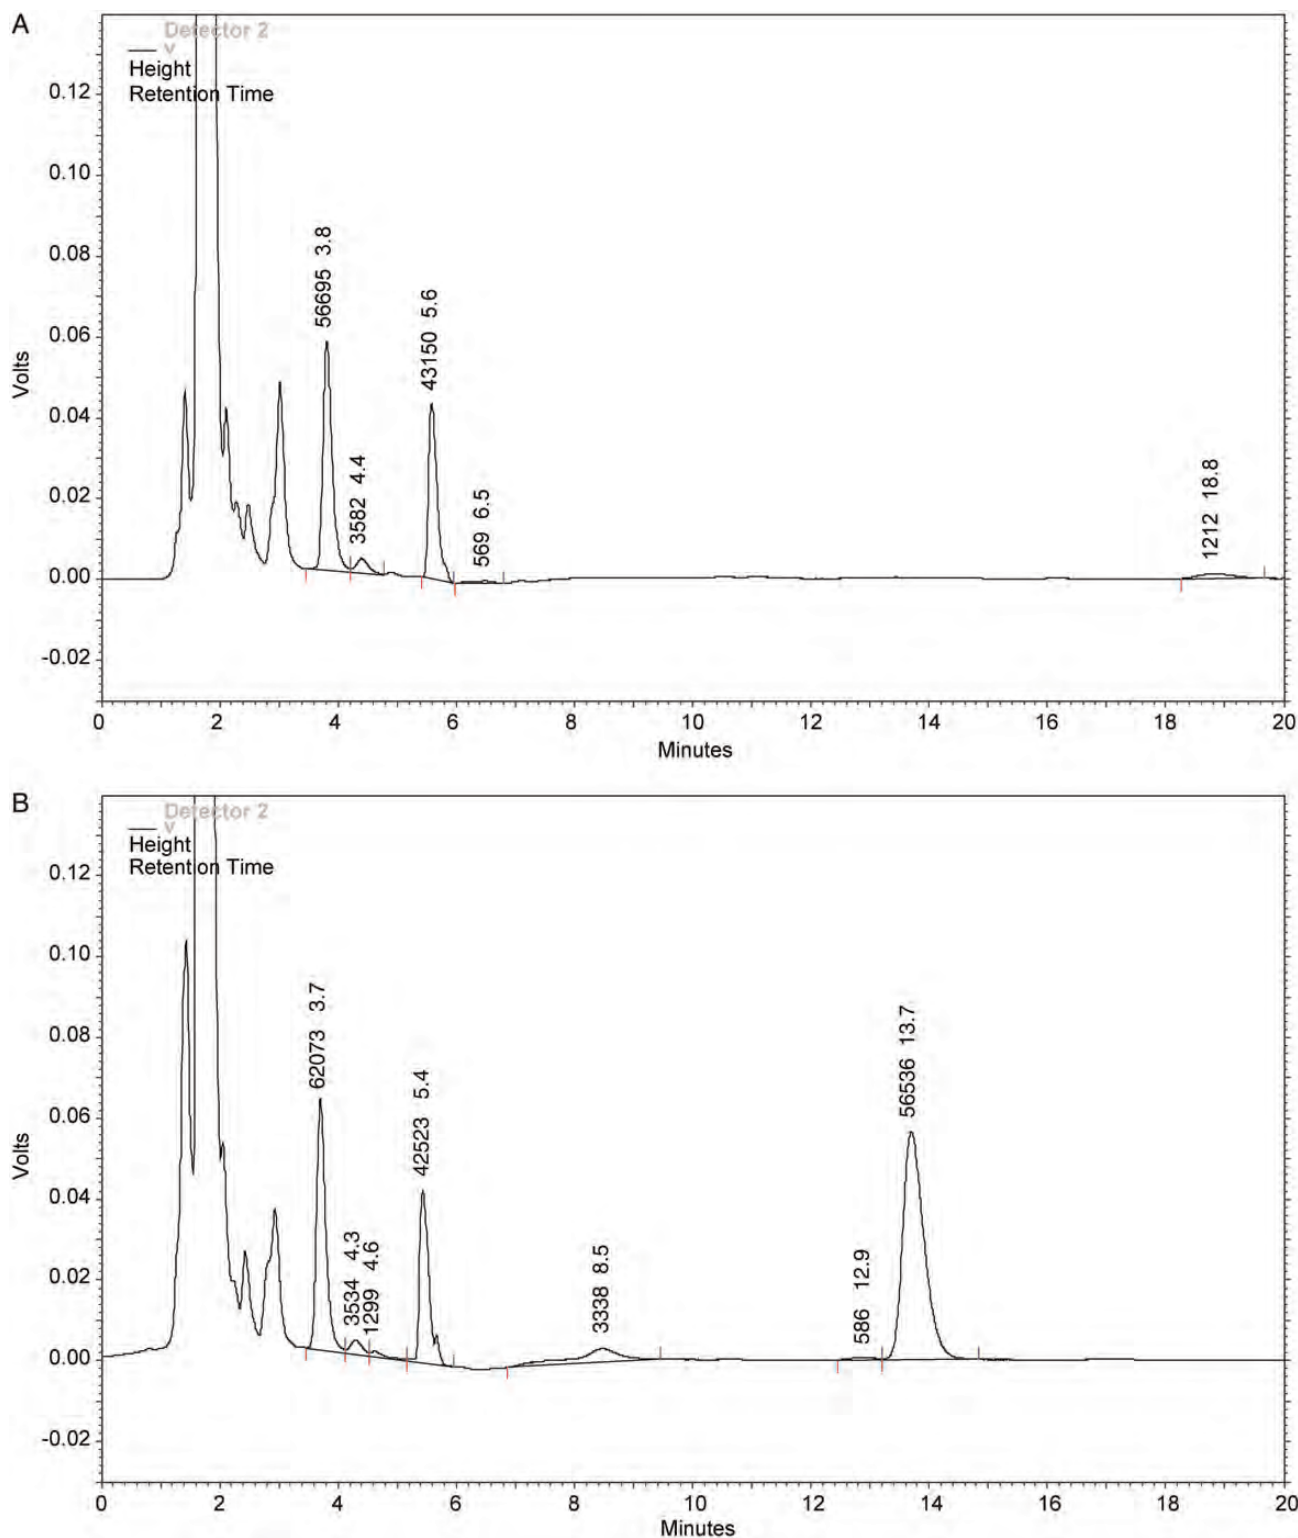 A
Detector 2
v
Height
Retention Time
0.12
0.10
0.08
0.06
0.04
0.02
0.00
-0.02
Volts
56695 3.8
3582 4.4
43150 5.6
569 6.5
1212 18.8
0 2 4 6 8 10 12 14 16 18 20
Minutes
B
Detector 2
v
Height
Retention Time
0.12
0.10
0.08
0.06
0.04
0.02
0.00
-0.02
Volts
62073 3.7
3534 4.3
1299 4.6
42523 5.4
3338 8.5
586 12.9
56536 13.7
0 2 4 6 8 10 12 14 16 18 20
Minutes